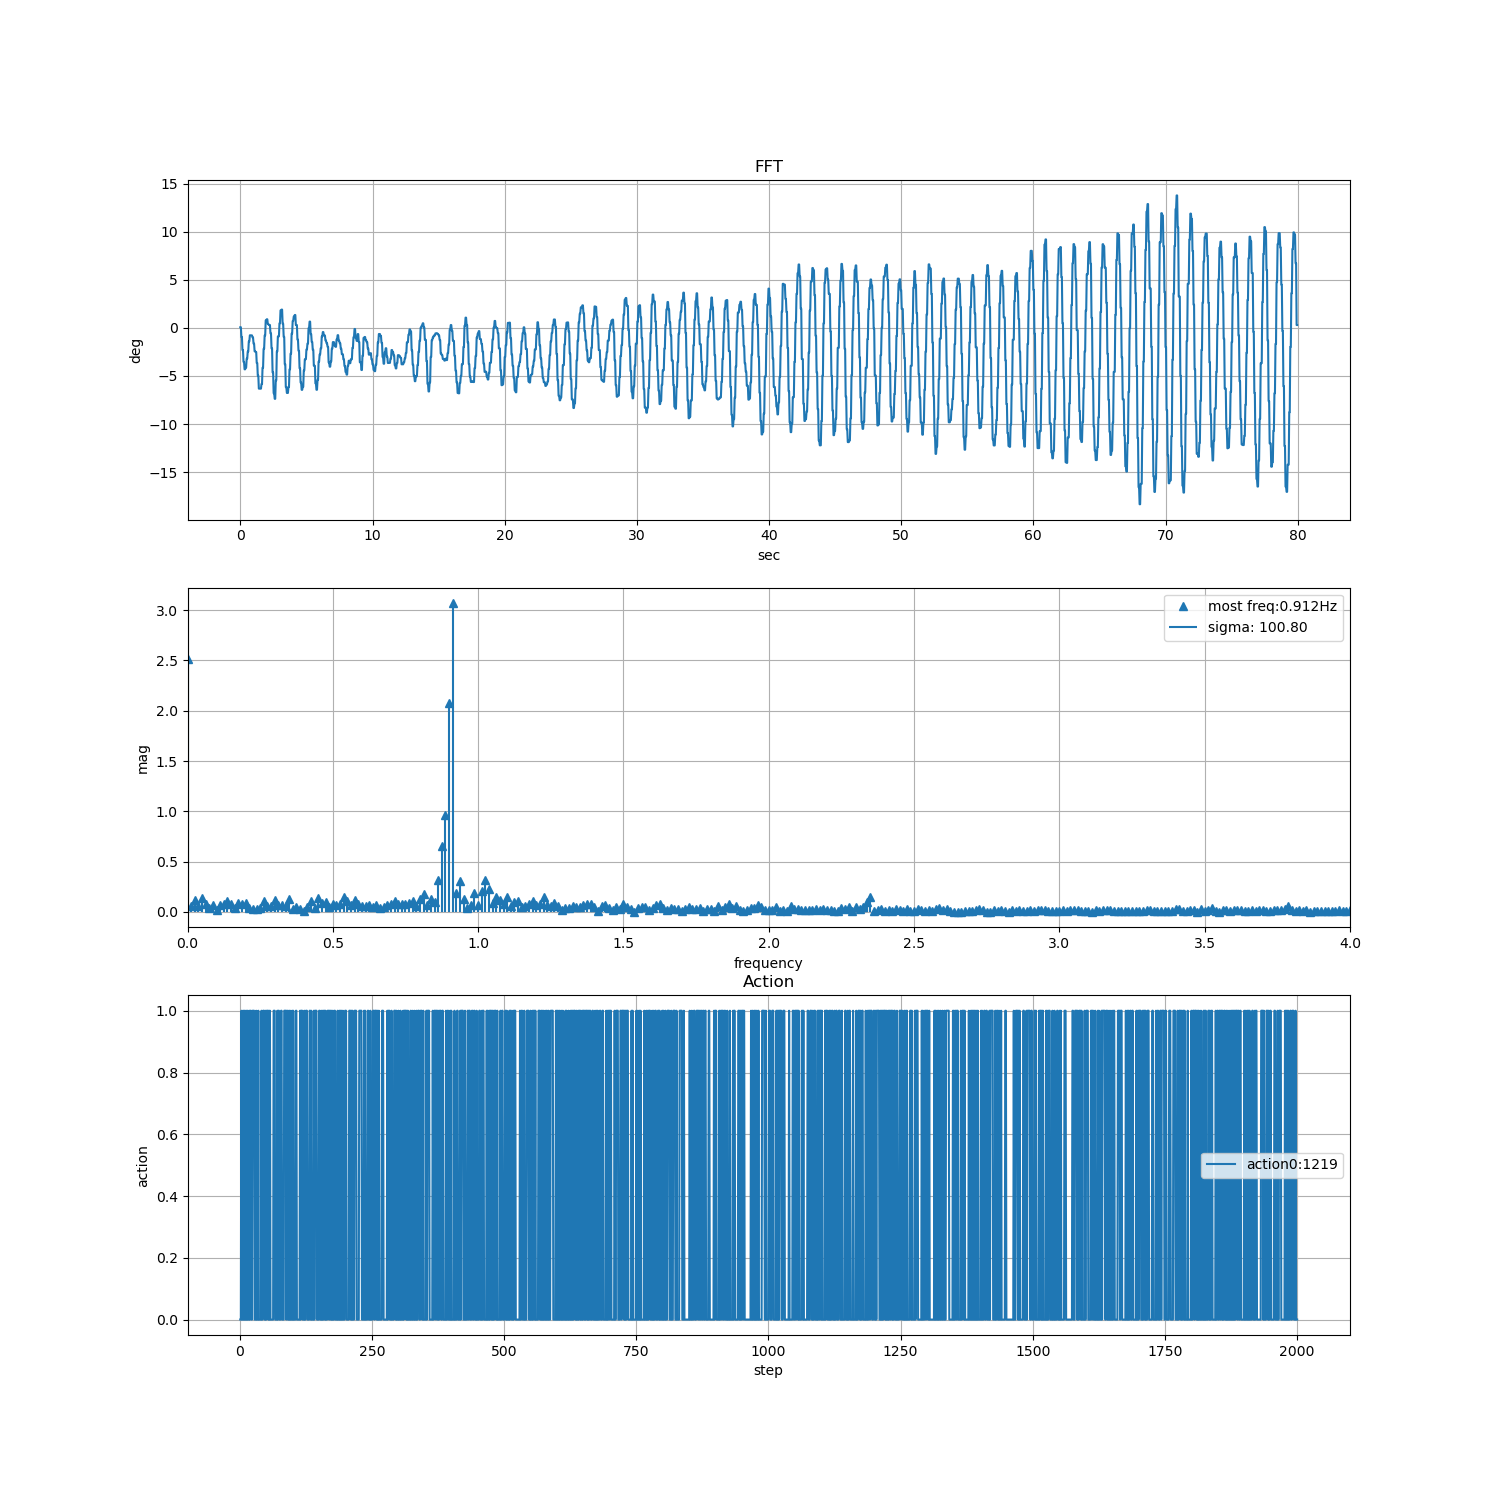 FFT
15
10
5
0
−5
−10
−15
deg
0 10 20 30 40 50 60 70 80
sec
most freq:0.912Hz
sigma: 100.80
3.0
2.5
2.0
1.5
1.0
0.5
0.0
mag
0.0 0.5 1.0 1.5 2.0 2.5 3.0 3.5 4.0
frequency
Action
1.0
0.8
0.6
0.4
0.2
0.0
action
action0:1219
0 250 500 750 1000 1250 1500 1750 2000
step